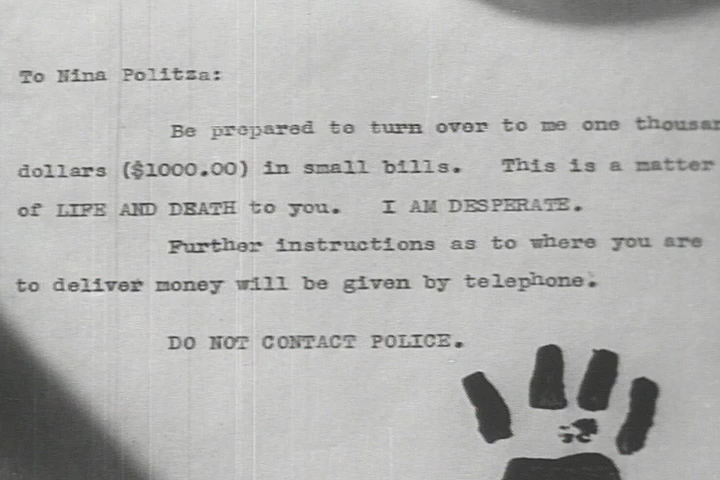 To Nina Politza:
Be prepared to turn over to me one thousan
dollars ($1000.00) in small bills. This is a matter
of LIFE AND DEATH to you. I AM DESPERATE.
Further instructions as to where you are
to deliver money will be given by telephone.
DO NOT CONTACT POLICE.